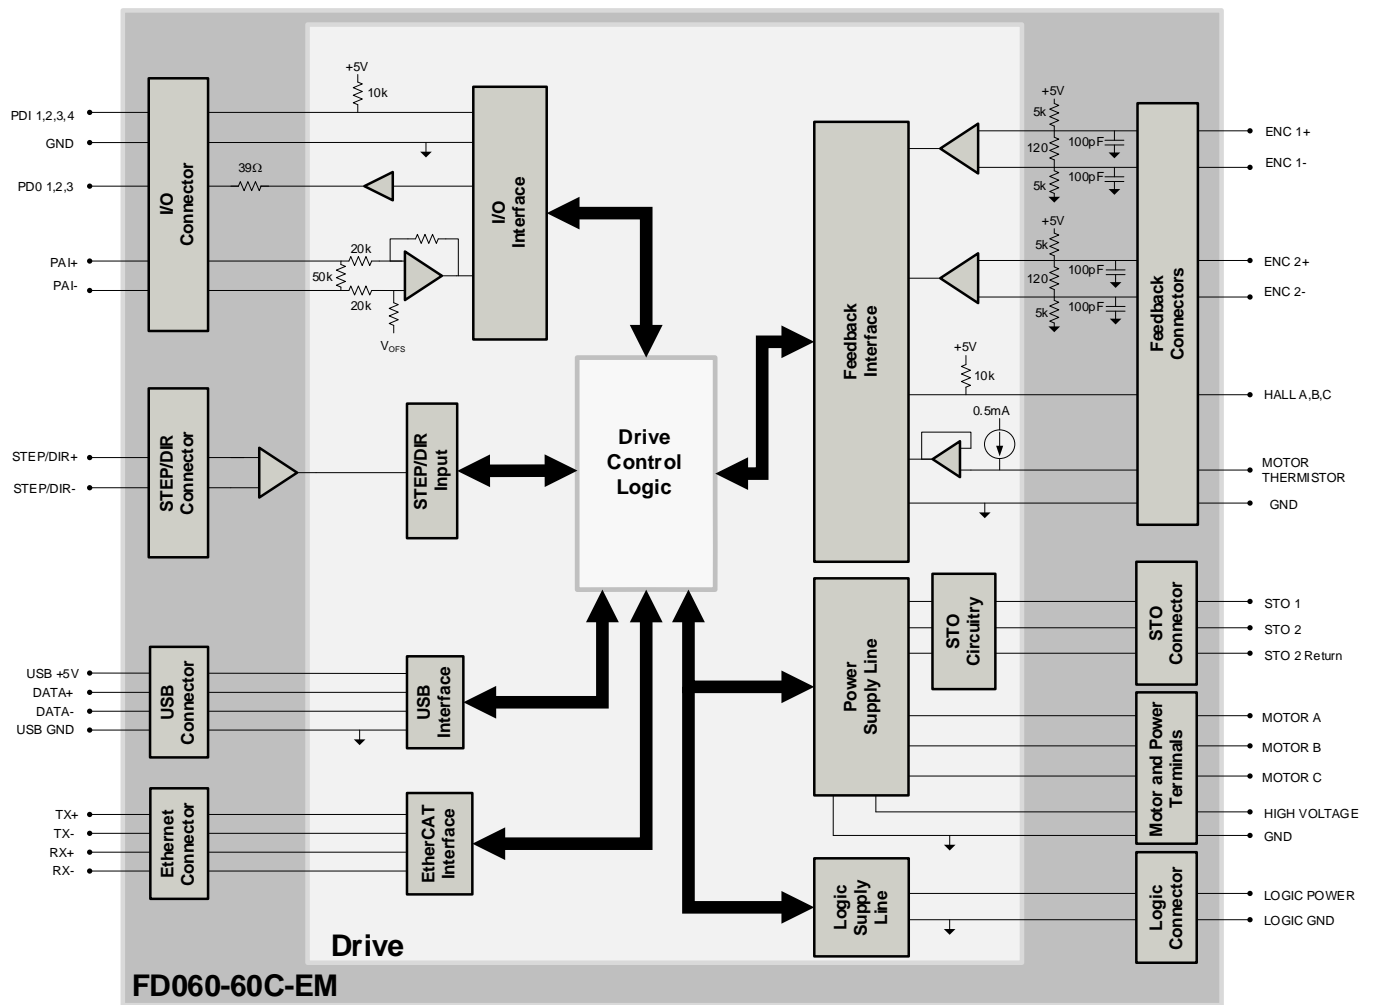 PDI 1,2,3,4
GND
PD0 1,2,3
PAI+
PAI-
I/O
Connector
+5V
10k
39Ω
20k
50k
20k
VOFS
I/O
Interface
STEP/DIR+
STEP/DIR-
STEP/DIR
Connector
STEP/DIR
Input
Drive
Control
Logic
USB +5V
DATA+
DATA-
USB GND
USB
Connector
USB
Interface
TX+
TX-
RX+
RX-
Ethernet
Connector
EtherCAT
Interface
Feedback
Interface
+5V
5k
120
5k
100pF
100pF
+5V
5k
120
5k
100pF
100pF
+5V
10k
0.5mA
Feedback
Connectors
ENC 1+
ENC 1-
ENC 2+
ENC 2-
HALL A,B,C
MOTOR
THERMISTOR
GND
Power
Supply Line
STO
Circuitry
STO
Connector
STO 1
STO 2
STO 2 Return
Motor and Power
Terminals
MOTOR A
MOTOR B
MOTOR C
HIGH VOLTAGE
GND
Logic
Supply
Line
Logic
Connector
LOGIC POWER
LOGIC GND
Drive
FD060-60C-EM